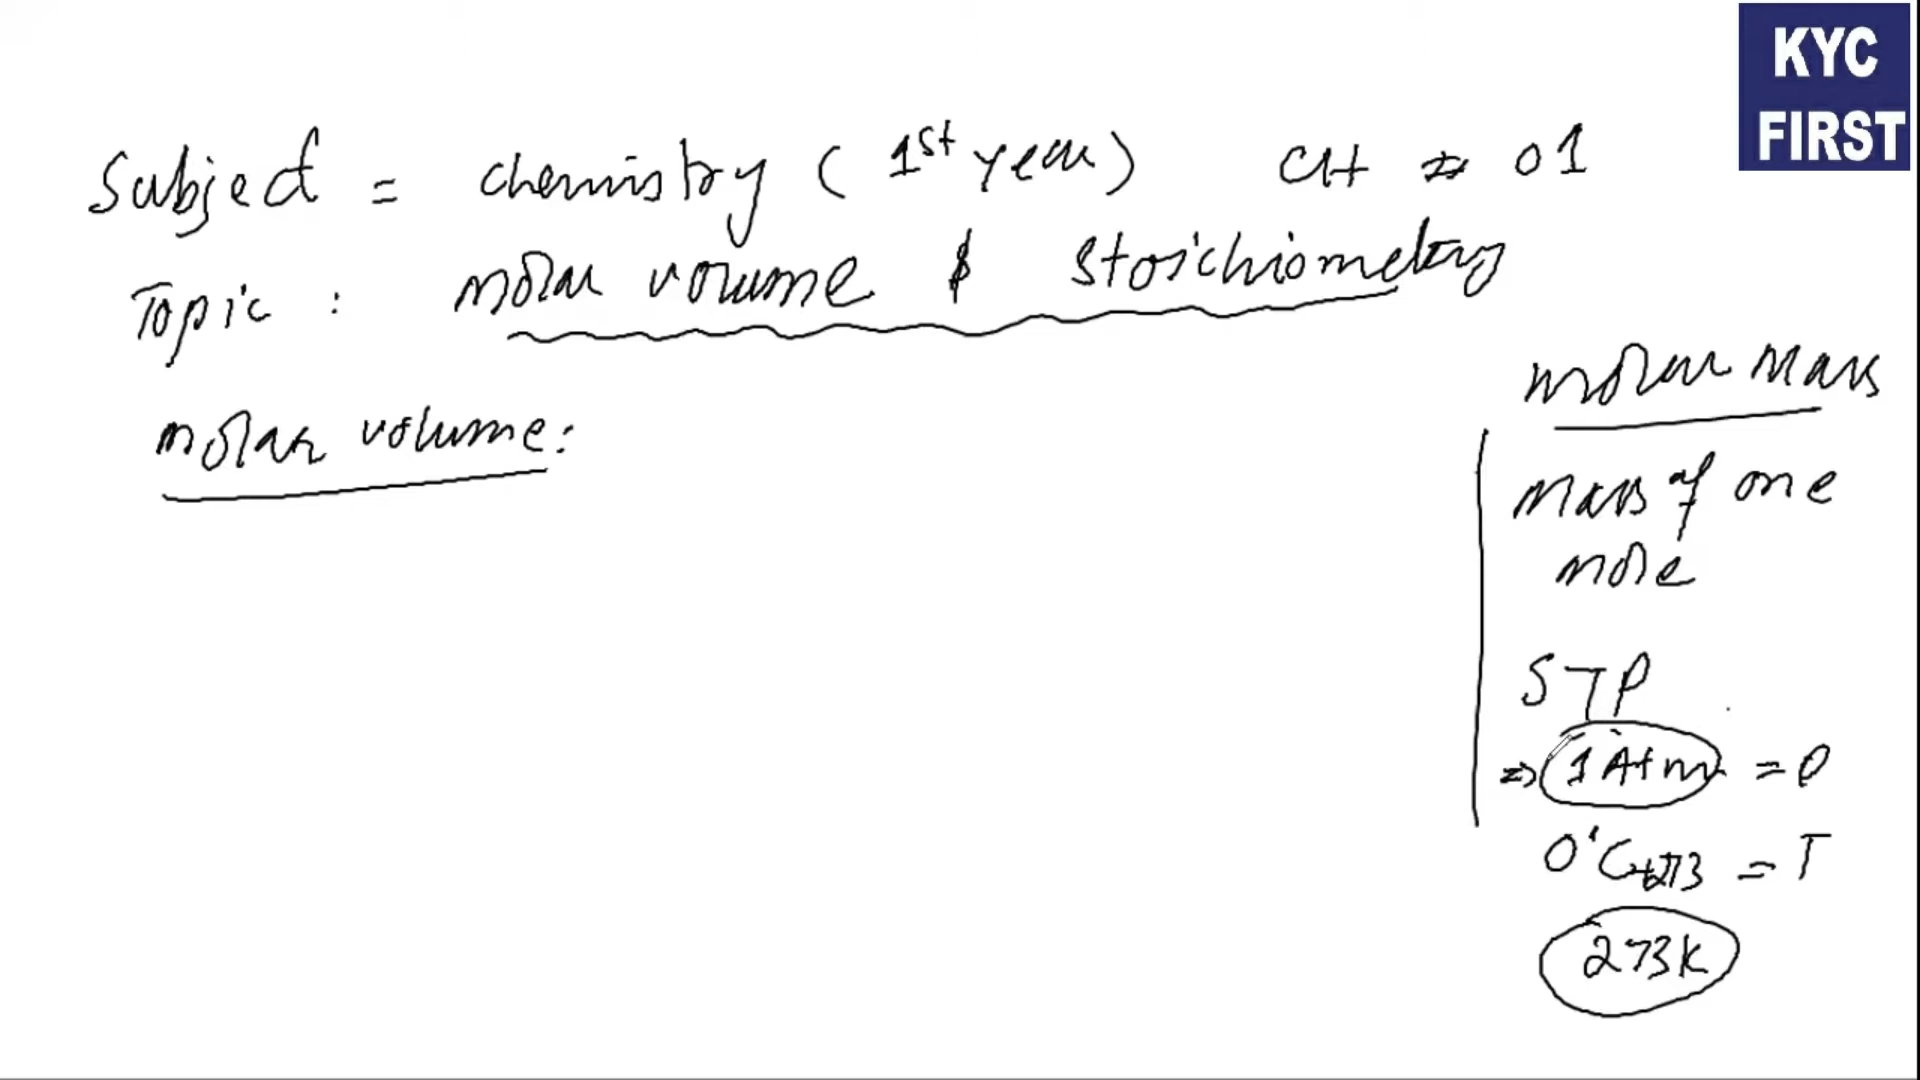 KYC
FIRST
Subject = chemistry (1st year) CH # 01
Topic : molar volume & Stoichiometry
molar volume:
molar Mass
Mass of one
mole
STP
⇒ 1 Atm = P
0°C+273 = T
273K